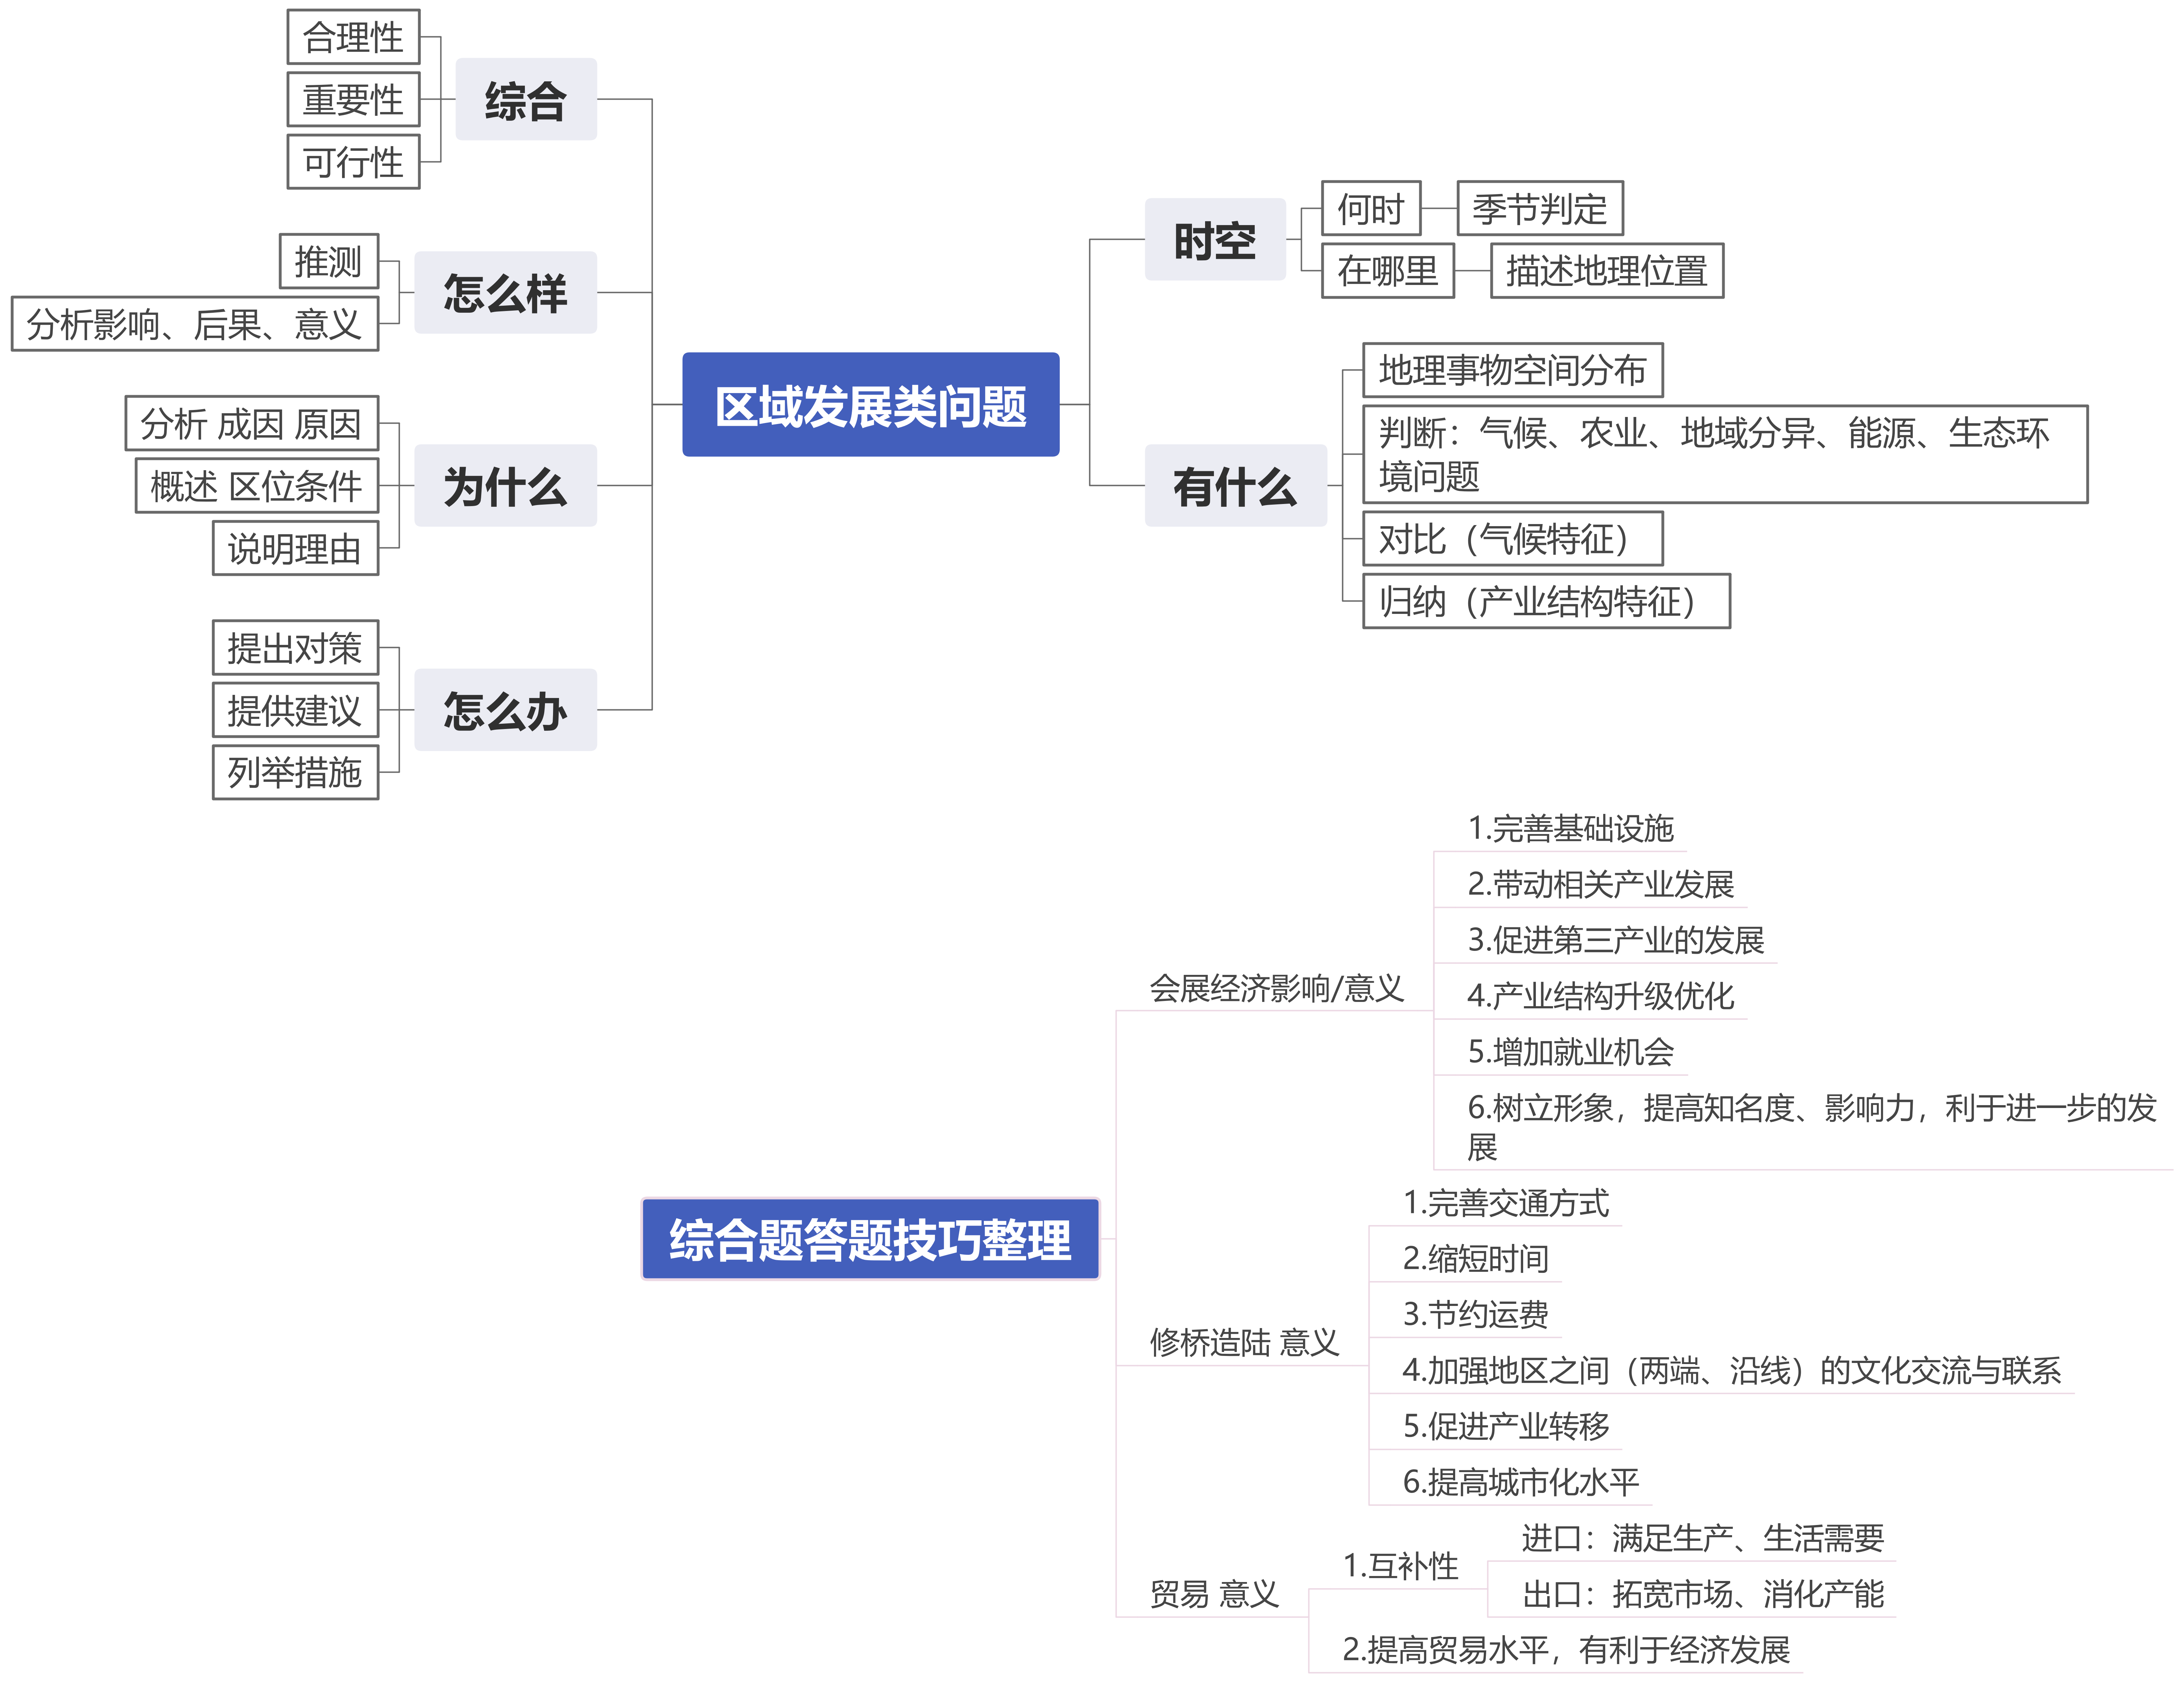 区域发展类问题
综合
合理性
重要性
可行性
怎么样
推测
分析影响、后果、意义
为什么
分析 成因 原因
概述 区位条件
说明理由
怎么办
提出对策
提供建议
列举措施
时空
何时
季节判定
在哪里
描述地理位置
有什么
地理事物空间分布
判断：气候、农业、地域分异、能源、生态环
境问题
对比（气候特征）
归纳（产业结构特征）
综合题答题技巧整理
会展经济影响/意义
1.完善基础设施
2.带动相关产业发展
3.促进第三产业的发展
4.产业结构升级优化
5.增加就业机会
6.树立形象，提高知名度、影响力，利于进一步的发
展
修桥造陆 意义
1.完善交通方式
2.缩短时间
3.节约运费
4.加强地区之间（两端、沿线）的文化交流与联系
5.促进产业转移
6.提高城市化水平
贸易 意义
1.互补性
进口：满足生产、生活需要
出口：拓宽市场、消化产能
2.提高贸易水平，有利于经济发展